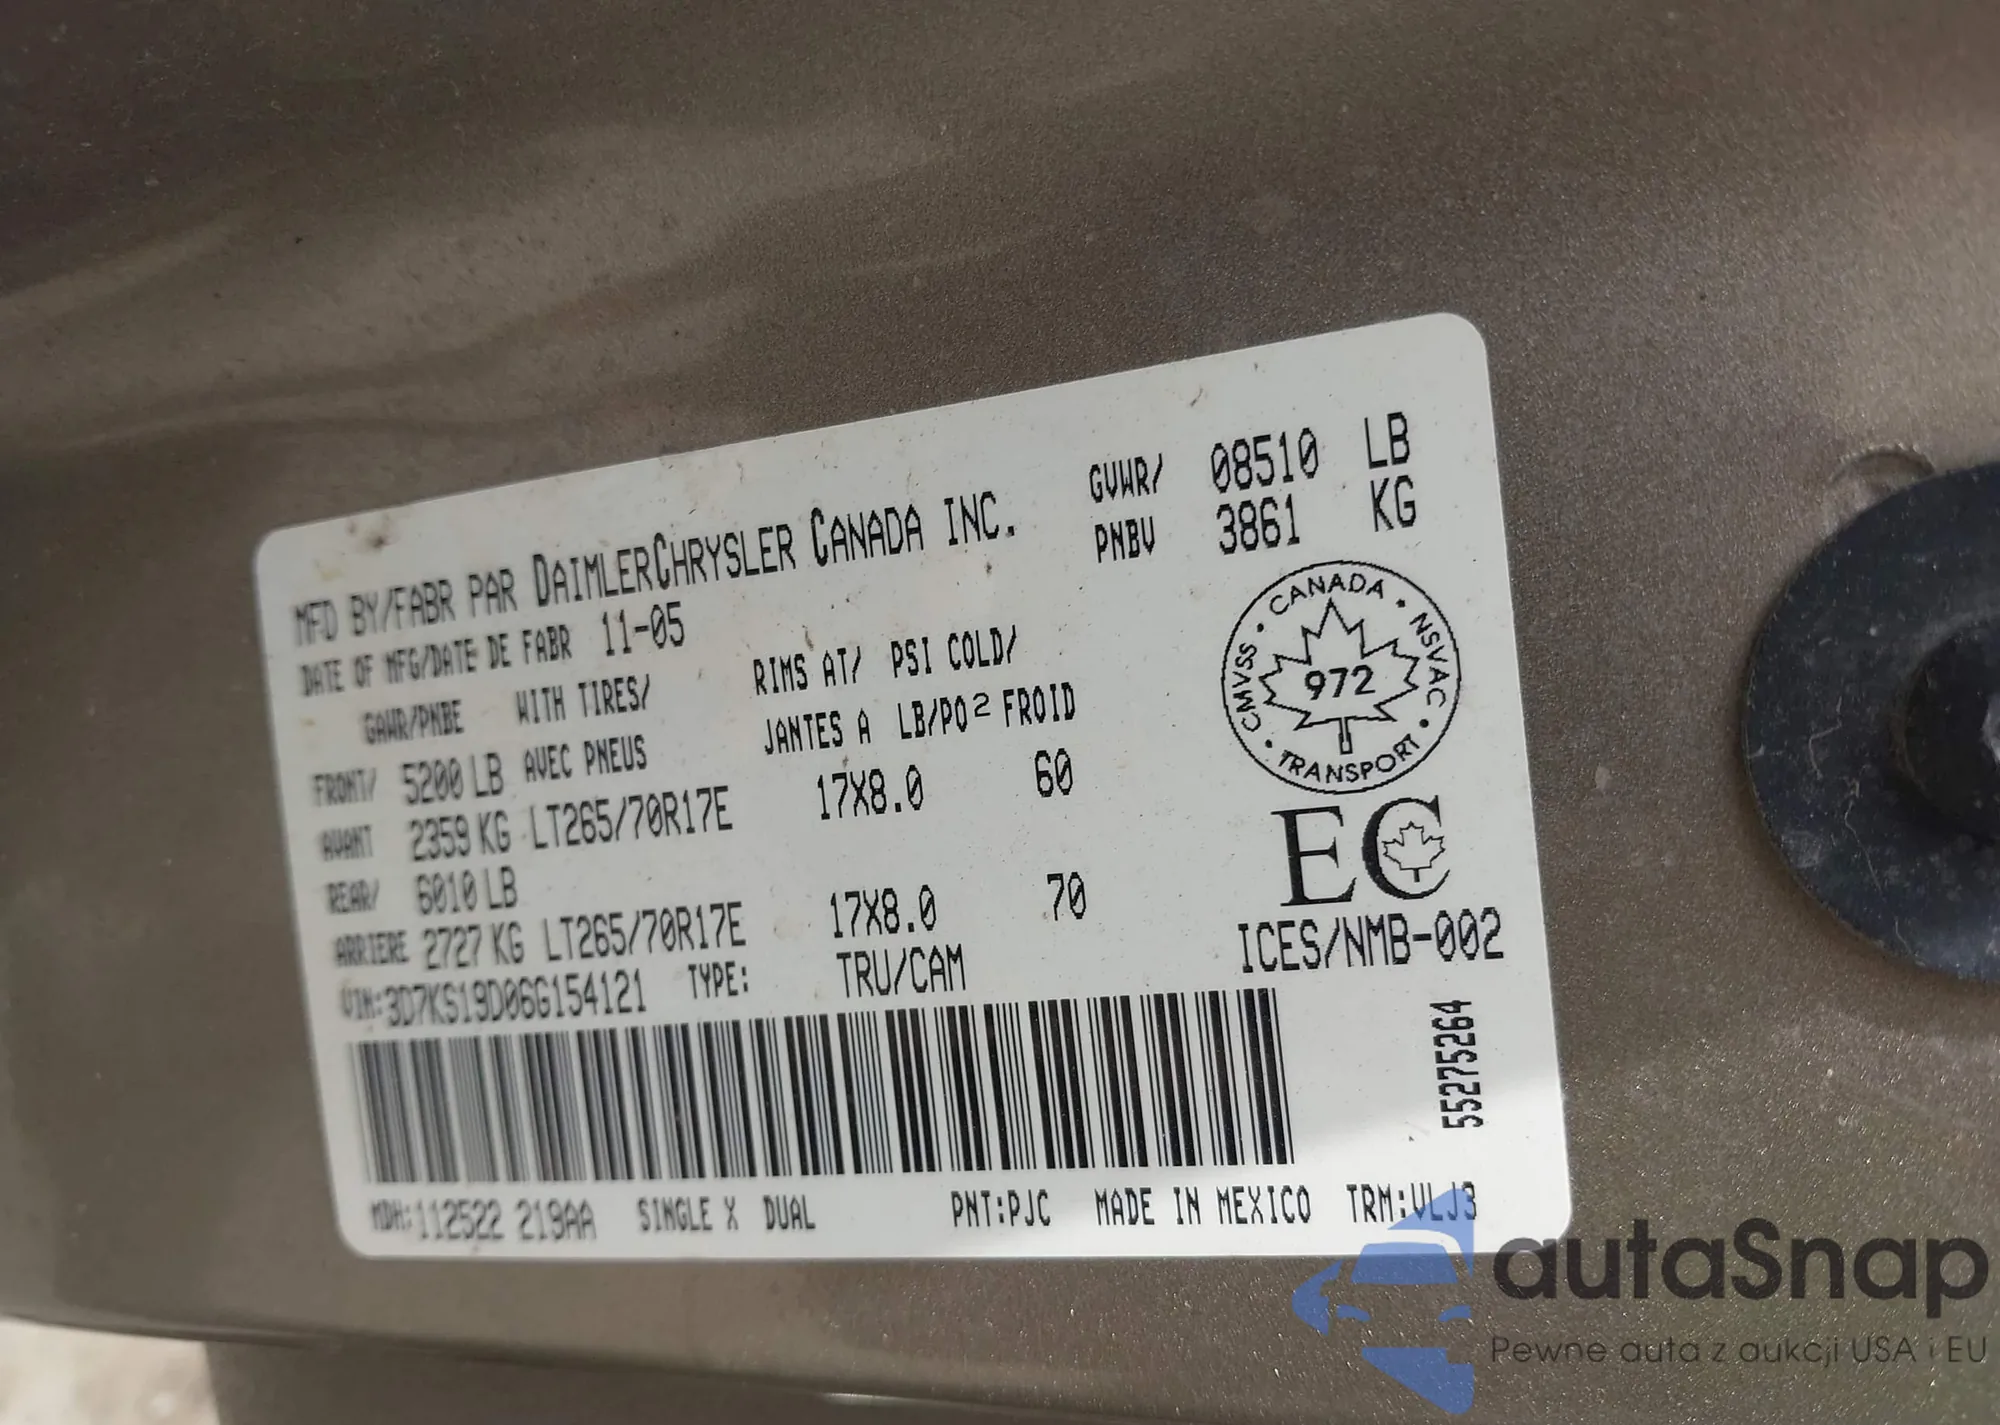 MFD BY/FABR PAR DAIMLERCHRYSLER CANADA INC.
GVWR/ 08510 LB
PNBV 3861 KG
DATE OF MFG/DATE DE FABR 11-05
GAWR/PNBE WITH TIRES/ RIMS AT/ PSI COLD/
AVEC PNEUS JANTES A LB/PO² FROID
FRONT/ 5200 LB
AVANT 2359 KG LT265/70R17E 17X8.0 60
REAR/ 6010 LB
ARRIERE 2727 KG LT265/70R17E 17X8.0 70
VIN:3D7KS19D06G154121 TYPE: TRU/CAM
CANADA • NSVAC • TRANSPORT • CMVSS •
972
EC
ICES/NMB-002
55275264
MDH:112522 219AA SINGLE X DUAL PNT:PJC MADE IN MEXICO TRM:VLJ3
autaSnap
Pewne auta z aukcji USA i EU